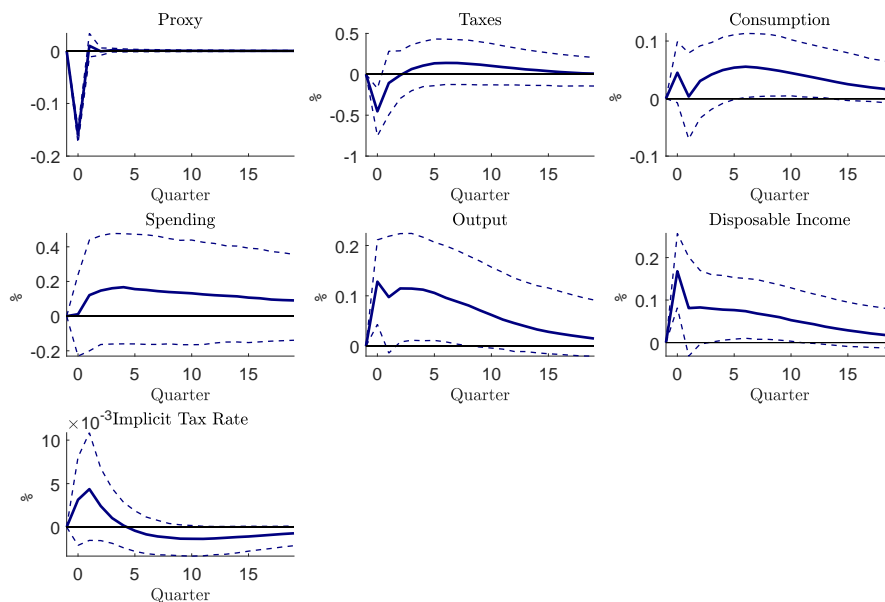 Proxy
0
-0.1
-0.2
0 5 10 15
Quarter
Taxes
0.5
0
-0.5
-1
%
0 5 10 15
Quarter
Consumption
0.1
0
-0.1
%
0 5 10 15
Quarter
Spending
0.4
0.2
0
-0.2
%
0 5 10 15
Quarter
Output
0.2
0.1
0
%
0 5 10 15
Quarter
Disposable Income
0.2
0.1
0
%
0 5 10 15
Quarter
×10-3 Implicit Tax Rate
10
5
0
%
0 5 10 15
Quarter